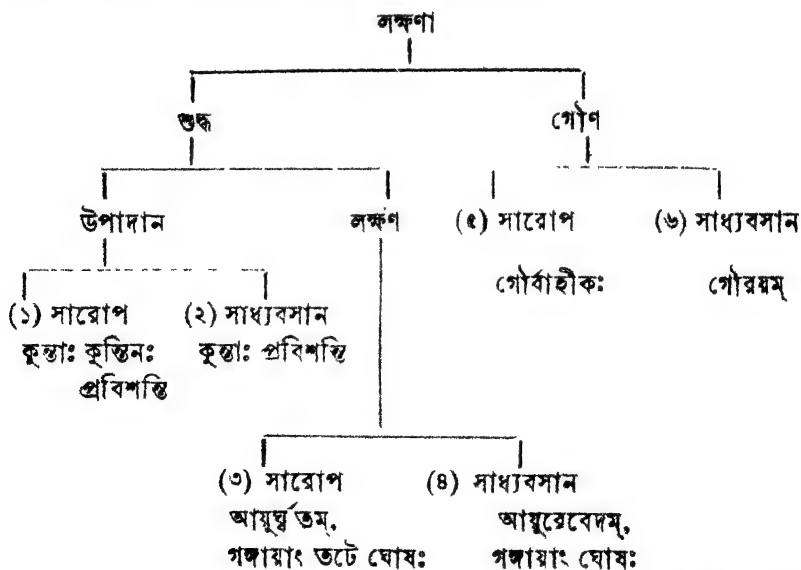 লক্ষণা
শুদ্ধ গৌণ
উপাদান লক্ষণ (৫) সারোপ (৬) সাধ্যবসান
গৌর্বাহীকঃ গৌরয়ম্
(১) সারোপ (২) সাধ্যবসান
কুন্তাঃ কুন্তিনঃ কুন্তাঃ প্রবিশন্তি
প্রবিশন্তি
(৩) সারোপ (৪) সাধ্যবসান
আয়ুর্ঘৃতম্, আয়ুরেবেদম্,
গঙ্গায়াং তটে ঘোষঃ গঙ্গায়াং ঘোষঃ